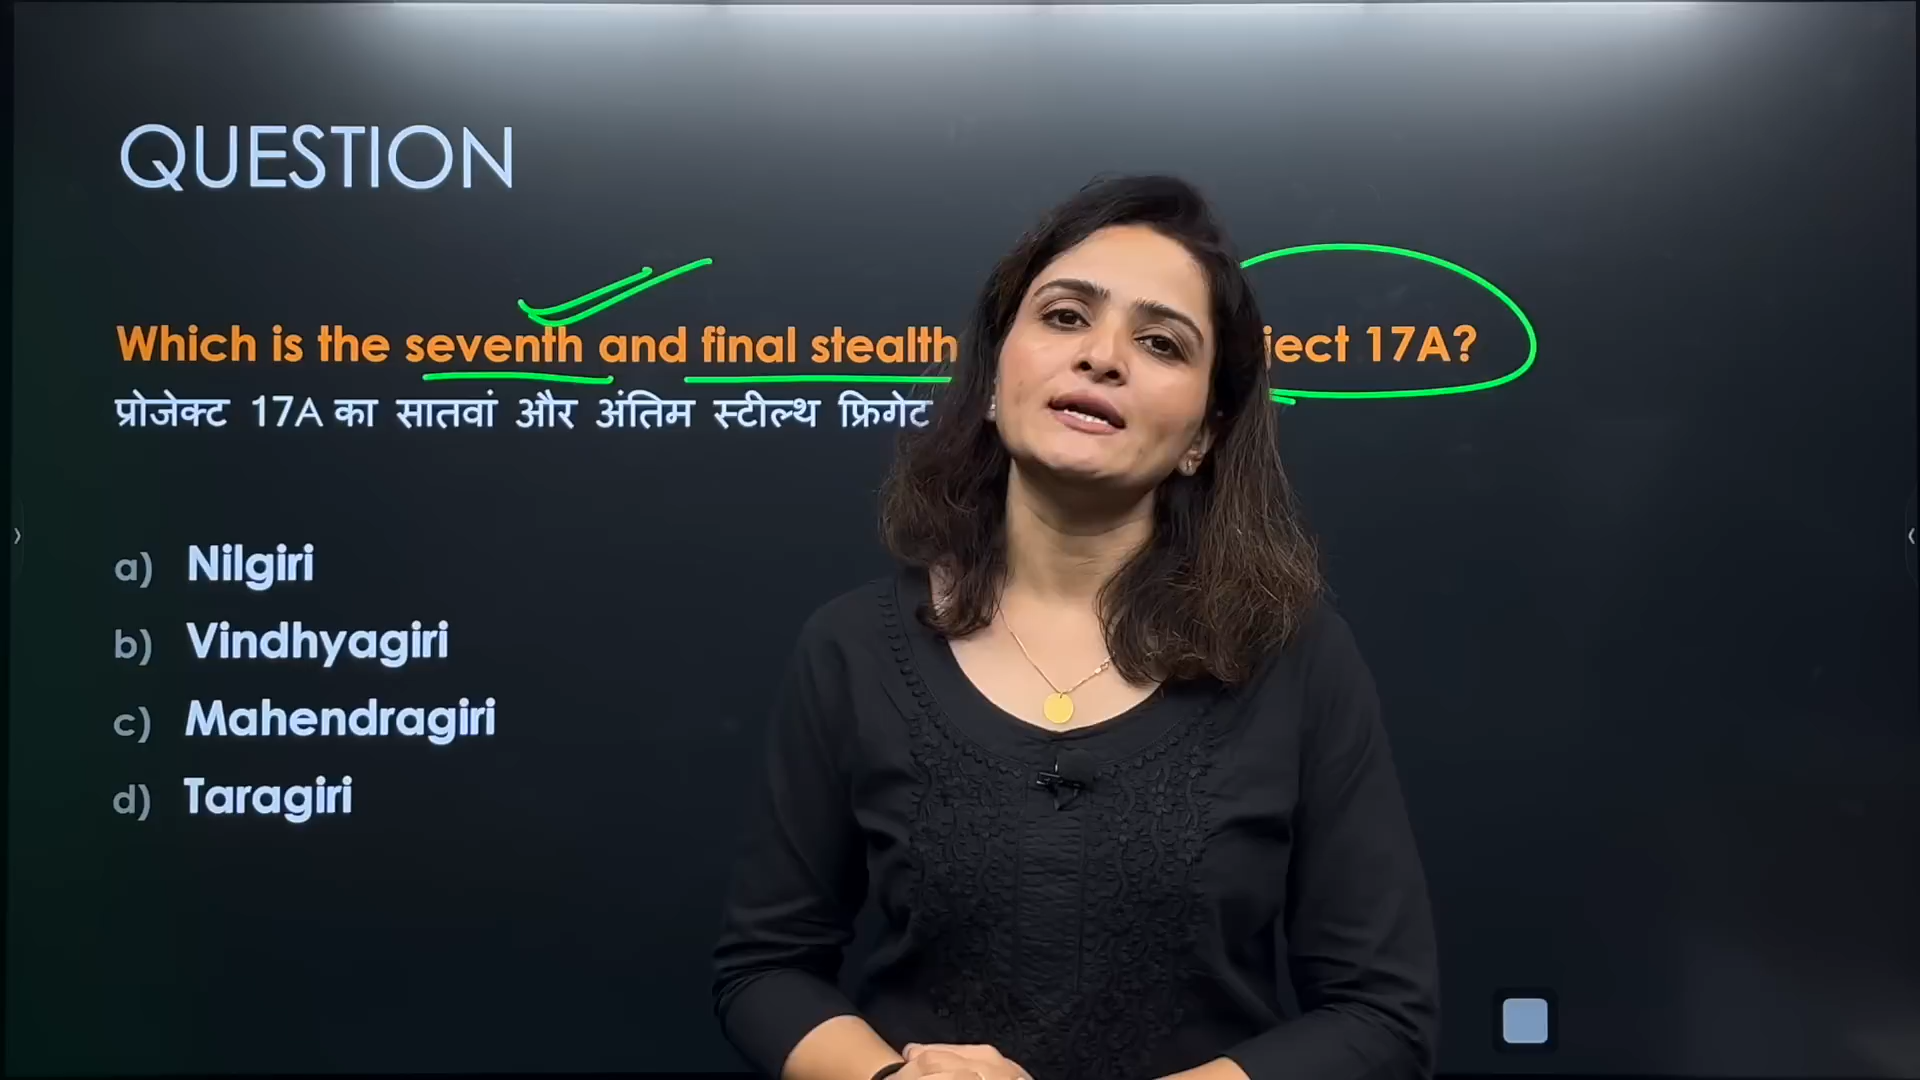 QUESTION
Which is the seventh and final stealth ject 17A?
प्रोजेक्ट 17A का सातवां और अंतिम स्टील्थ फ्रिगेट
a) Nilgiri
b) Vindhyagiri
c) Mahendragiri
d) Taragiri